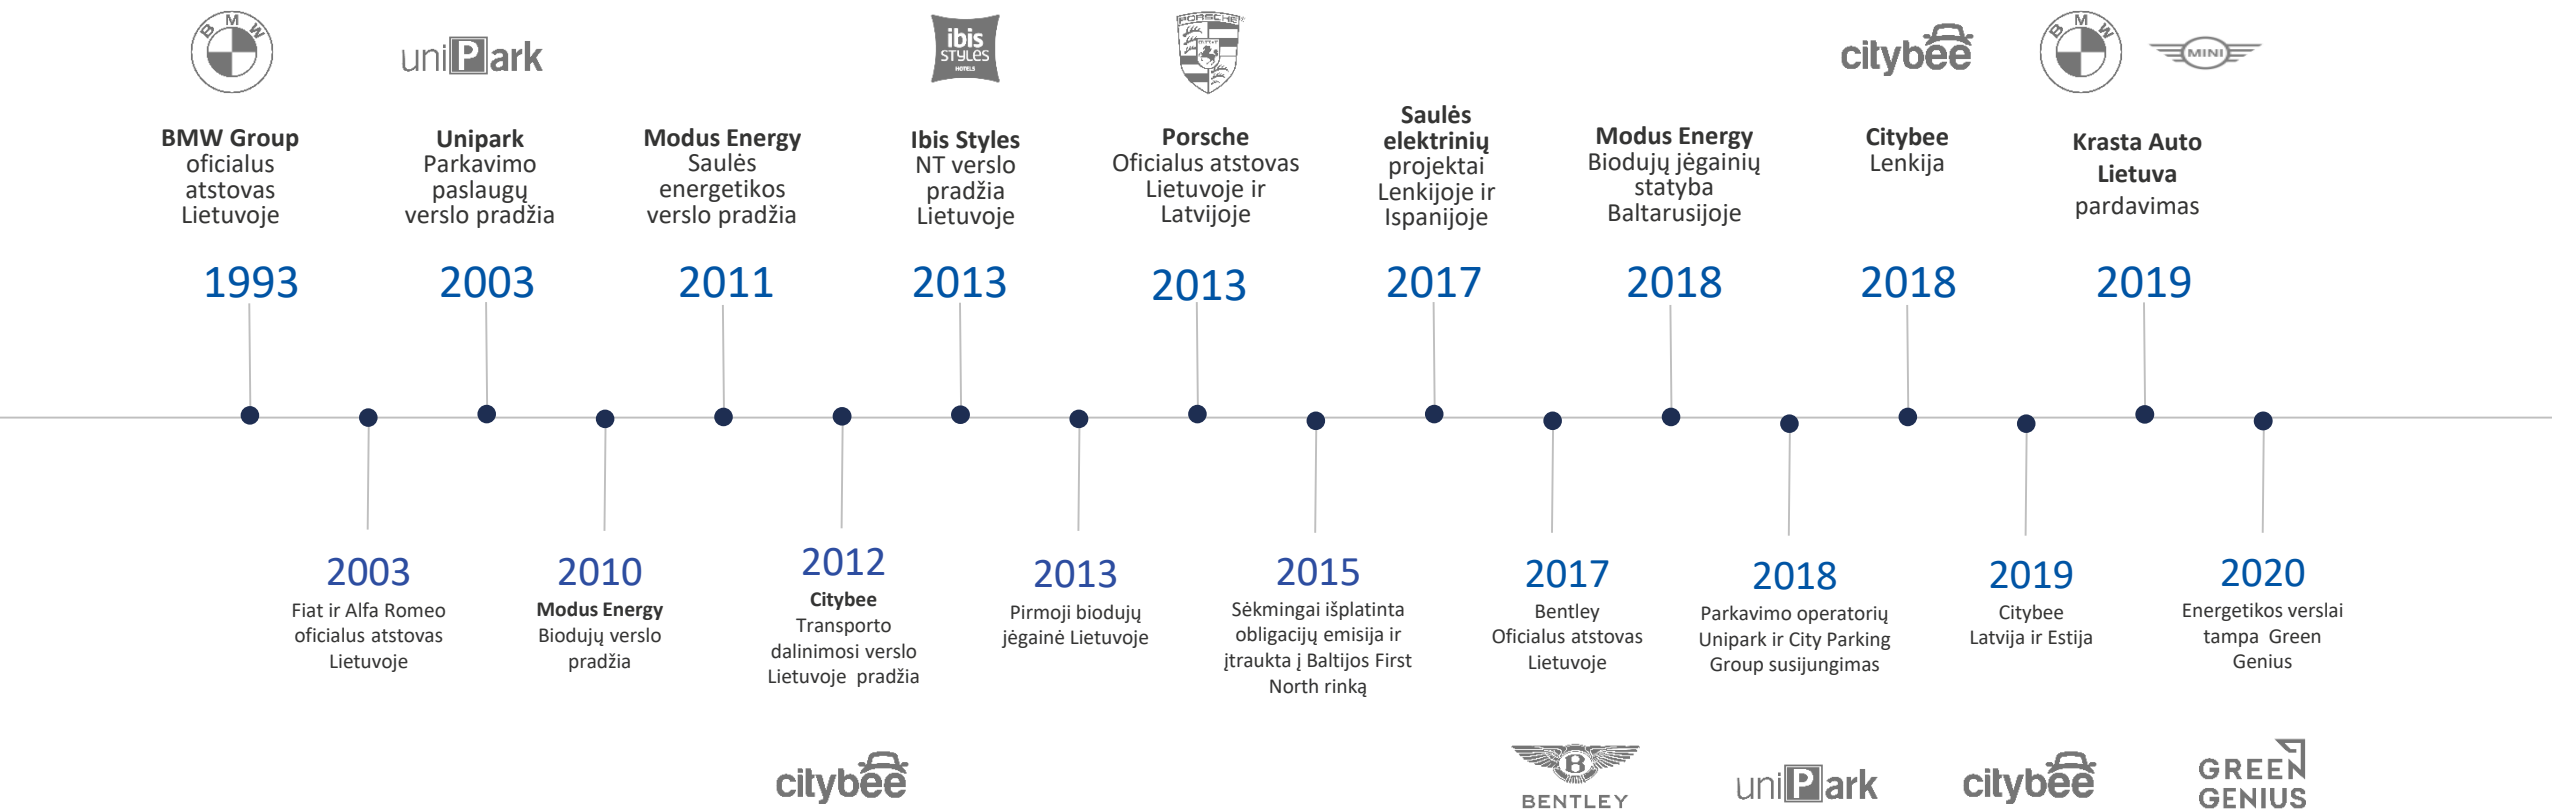 BMW
uniPark
ibis
STYLES
HOTELS
PORSCHE
citybee
BMW
MINI
BMW Group
oficialus
atstovas
Lietuvoje
1993
Unipark
Parkavimo
paslaugų
verslo pradžia
2003
Modus Energy
Saulės
energetikos
verslo pradžia
2011
Ibis Styles
NT verslo
pradžia
Lietuvoje
2013
Porsche
Oficialus atstovas
Lietuvoje ir
Latvijoje
2013
Saulės
elektrinių
projektai
Lenkijoje ir
Ispanijoje
2017
Modus Energy
Biodujų jėgainių
statyba
Baltarusijoje
2018
Citybee
Lenkija
2018
Krasta Auto
Lietuva
pardavimas
2019
2003
Fiat ir Alfa Romeo
oficialus atstovas
Lietuvoje
2010
Modus Energy
Biodujų verslo
pradžia
2012
Citybee
Transporto
dalinimosi verslo
Lietuvoje pradžia
citybee
2013
Pirmoji biodujų
jėgainė Lietuvoje
2015
Sėkmingai išplatinta
obligacijų emisija ir
įtraukta į Baltijos First
North rinką
2017
Bentley
Oficialus atstovas
Lietuvoje
B
BENTLEY
2018
Parkavimo operatorių
Unipark ir City Parking
Group susijungimas
uniPark
2019
Citybee
Latvija ir Estija
citybee
2020
Energetikos verslai
tampa Green
Genius
GREEN
GENIUS